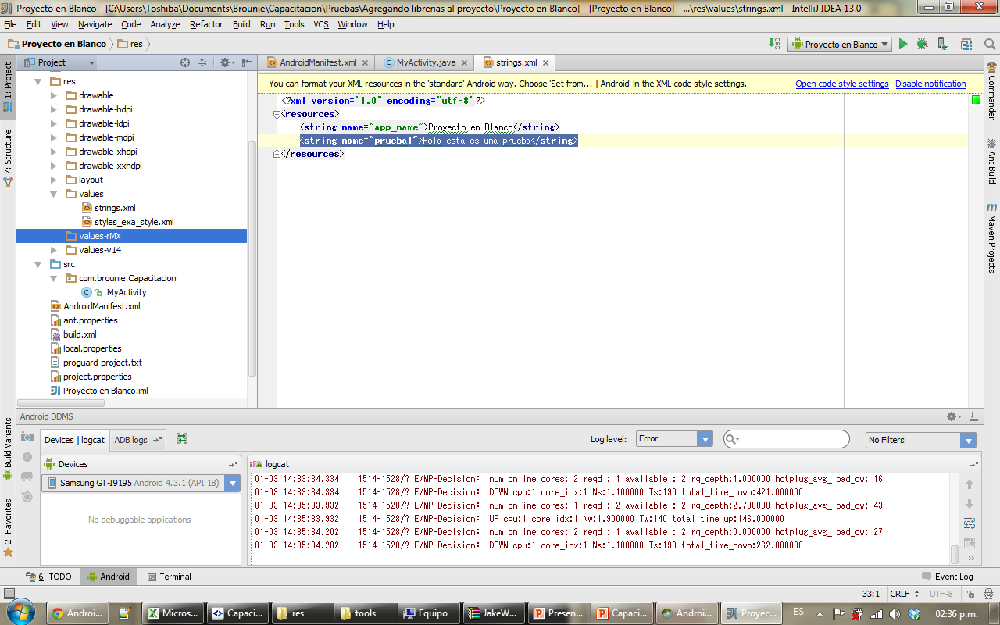 Proyecto en Blanco - [C:\Users\Toshiba\Documents\Brounie\Capacitacion\Pruebas\Agregando librerias al proyecto\Proyecto en Blanco] - [Proyecto en Blanco] - ...\res\values\strings.xml - IntelliJ IDEA 13.0
File Edit View Navigate Code Analyze Refactor Build Run Tools VCS Window Help
Proyecto en Blanco res Proyecto en Blanco
1: Project
Z: Structure
Build Variants
2: Favorites
Project
res
drawable
drawable-hdpi
drawable-ldpi
drawable-mdpi
drawable-xhdpi
drawable-xxhdpi
layout
values
strings.xml
styles_exa_style.xml
values-rMX
values-v14
src
com.brounie.Capacitacion
MyActivity
AndroidManifest.xml
ant.properties
build.xml
local.properties
proguard-project.txt
project.properties
Proyecto en Blanco.iml
AndroidManifest.xml MyActivity.java strings.xml
You can format your XML resources in the 'standard' Android way. Choose 'Set from... | Android' in the XML code style settings. Open code style settings Disable notification
<?xml version="1.0" encoding="utf-8"?>
<resources>
<string name="app_name">Proyecto en Blanco</string>
<string name="prueba1">Hola esta es una prueba</string>
</resources>
Commander
Ant Build
Maven Projects
Android DDMS
Devices | logcat ADB logs Log level: Error No Filters
Devices
Samsung GT-I9195 Android 4.3.1 (API 18)
No debuggable applications
logcat
01-03 14:33:34.334 1514-1528/? E/MP-Decision: num online cores: 2 reqd : 1 available : 2 rq_depth:1.000000 hotplug_avg_load_dw: 16
01-03 14:33:34.334 1514-1528/? E/MP-Decision: DOWN cpu:1 core_idx:1 Ns:1.100000 Ts:190 total_time_down:421.000000
01-03 14:35:33.932 1514-1528/? E/MP-Decision: num online cores: 1 reqd : 2 available : 2 rq_depth:2.700000 hotplug_avg_load_dw: 43
01-03 14:35:33.932 1514-1528/? E/MP-Decision: UP cpu:1 core_idx:1 Nw:1.900000 Tw:140 total_time_up:146.000000
01-03 14:35:34.202 1514-1528/? E/MP-Decision: num online cores: 2 reqd : 1 available : 2 rq_depth:0.000000 hotplug_avg_load_dw: 27
01-03 14:35:34.202 1514-1528/? E/MP-Decision: DOWN cpu:1 core_idx:1 Ns:1.100000 Ts:190 total_time_down:262.000000
6: TODO Android Terminal Event Log
33:1 CRLF UTF-8
Androi... Micros... Capaci... res tools Equipo JakeW... Presen... Capaci... Androi... Proyec... ES 02:36 p.m.